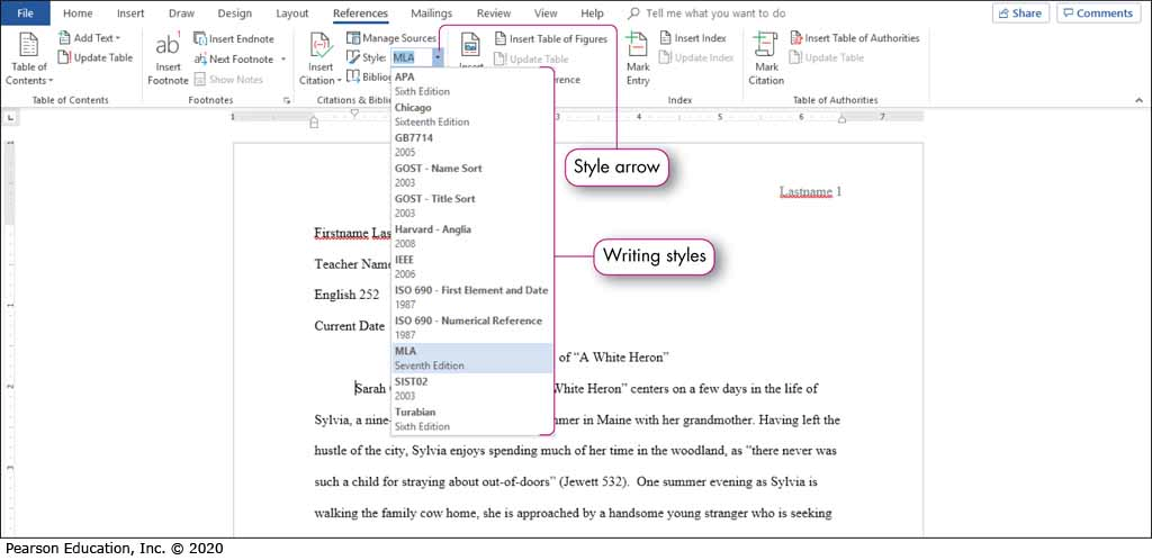 File Home Insert Draw Design Layout References Mailings Review View Help Tell me what you want to do Share Comments
Table of Contents
Add Text
Update Table
Table of Contents
ab1
Insert Footnote
Insert Endnote
Next Footnote
Show Notes
Footnotes
Insert Citation
Manage Sources
Style: MLA
Citations &
Insert Table of Figures
Update Table
Mark Entry
Insert Index
Update Index
Index
Mark Citation
Insert Table of Authorities
Update Table
Table of Authorities
1 3 4 5 6 7
APA
Sixth Edition
Chicago
Sixteenth Edition
GB7714
2005
GOST - Name Sort
2003
GOST - Title Sort
2003
Harvard - Anglia
2008
IEEE
2006
ISO 690 - First Element and Date
1987
ISO 690 - Numerical Reference
1987
MLA
Seventh Edition
SIST02
2003
Turabian
Sixth Edition
Style arrow
Writing styles
Lastname 1
Firstname
Teacher Name
English 252
Current Date
of “A White Heron”
Sarah White Heron” centers on a few days in the life of
Sylvia, a in Maine with her grandmother. Having left the
hustle of the city, Sylvia enjoys spending much of her time in the woodland, as “there never was
such a child for straying about out-of-doors” (Jewett 532). One summer evening as Sylvia is
walking the family cow home, she is approached by a handsome young stranger who is seeking
Pearson Education, Inc. © 2020